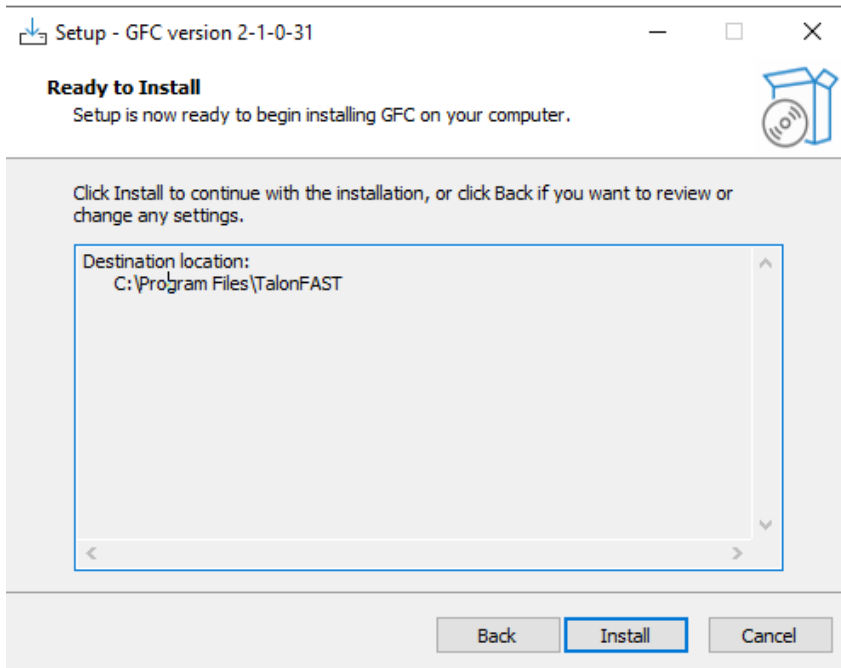 Setup - GFC version 2-1-0-31
Ready to Install
Setup is now ready to begin installing GFC on your computer.
Click Install to continue with the installation, or click Back if you want to review or
change any settings.
Destination location:
C:\Program Files\TalonFAST
Back
Install
Cancel